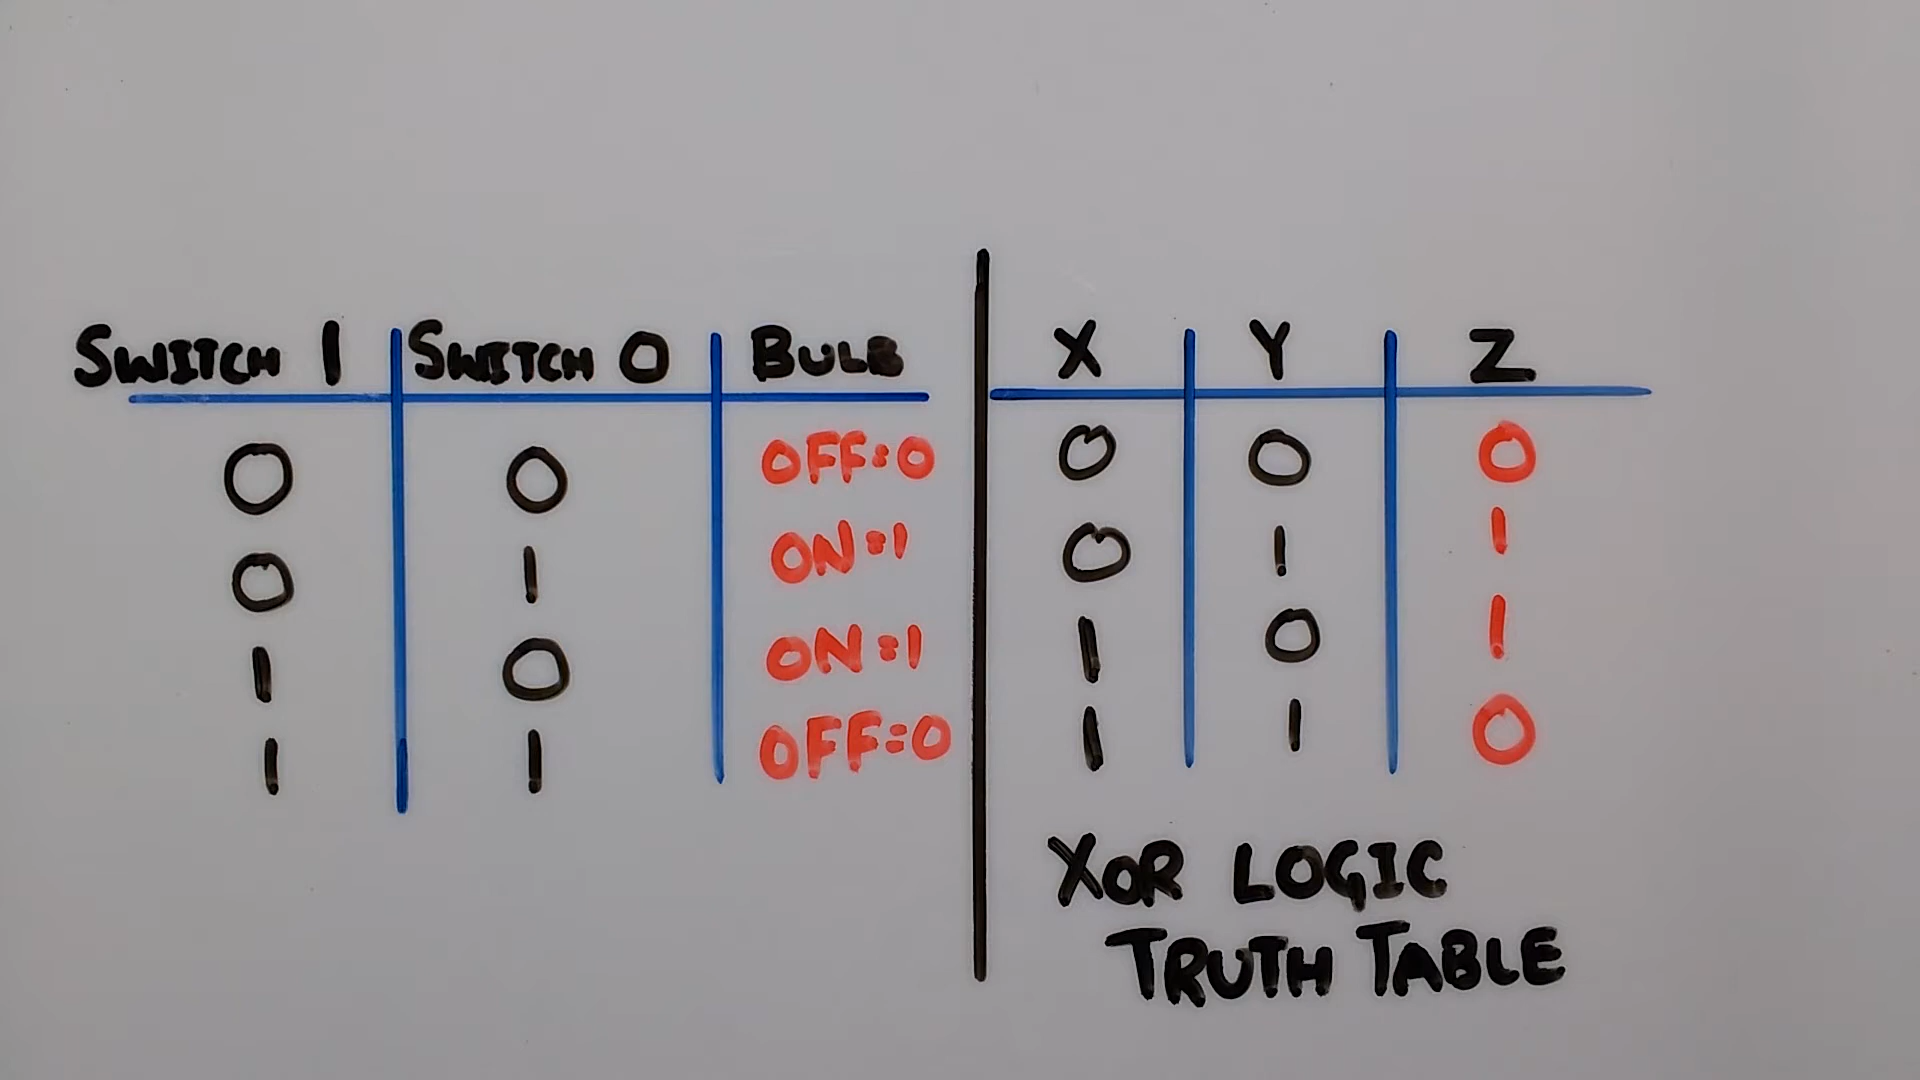 SWITCH 1 SWITCH 0 BULB X Y Z
0 0 OFF=0 0 0 0
0 1 ON=1 0 1 1
1 0 ON=1 1 0 1
1 1 OFF=0 1 1 0
XOR LOGIC
TRUTH TABLE